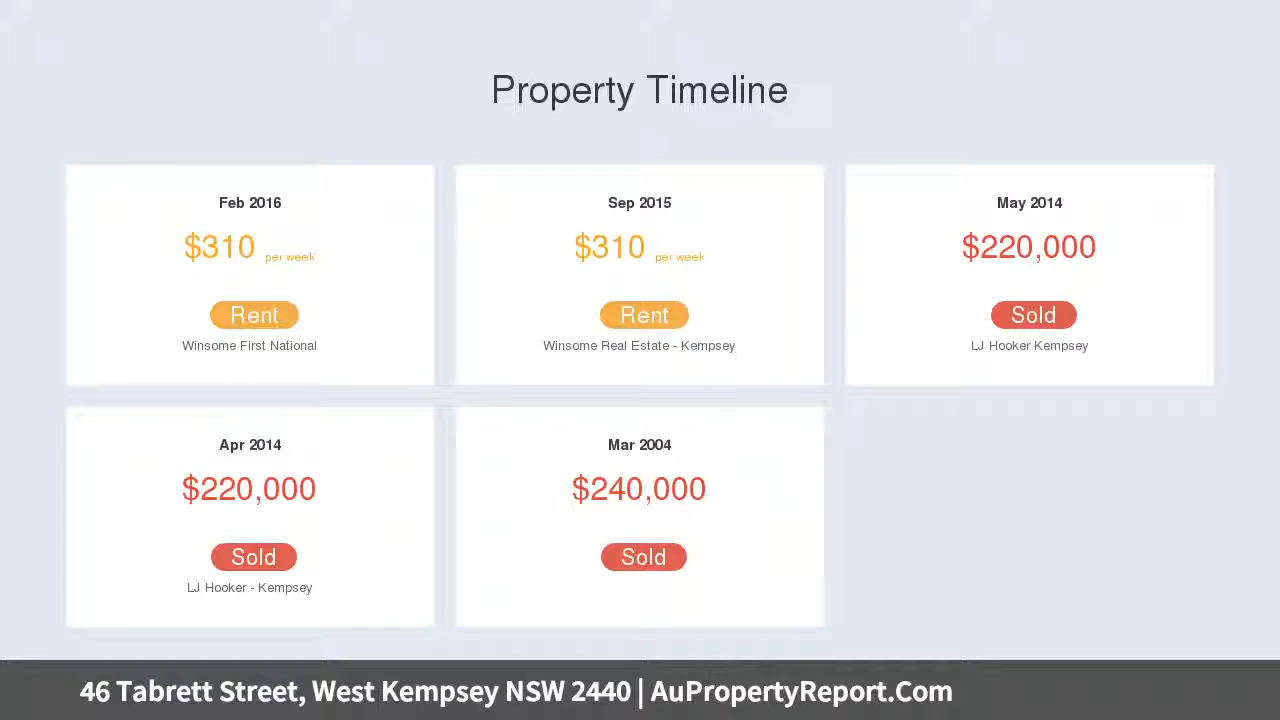 Property Timeline
Feb 2016
$310 per week
Rent
Winsome First National
Sep 2015
$310 per week
Rent
Winsome Real Estate - Kempsey
May 2014
$220,000
Sold
LJ Hooker Kempsey
Apr 2014
$220,000
Sold
LJ Hooker - Kempsey
Mar 2004
$240,000
Sold
46 Tabrett Street, West Kempsey NSW 2440 | AuPropertyReport.Com